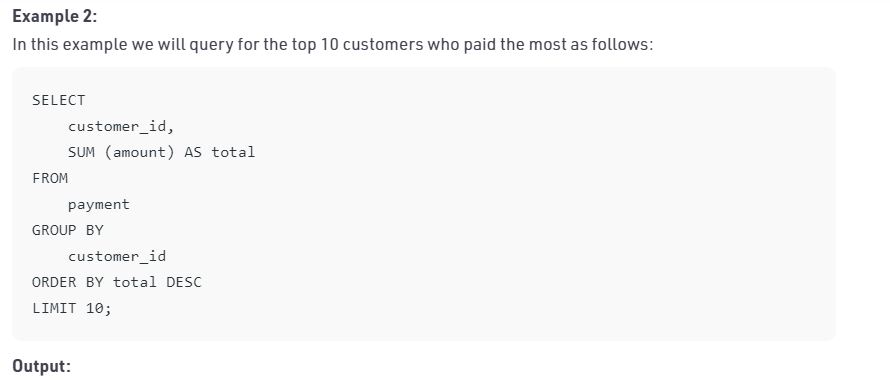 Example 2:
In this example we will query for the top 10 customers who paid the most as follows:
SELECT
    customer_id,
    SUM (amount) AS total
FROM
    payment
GROUP BY
    customer_id
ORDER BY total DESC
LIMIT 10;
Output: